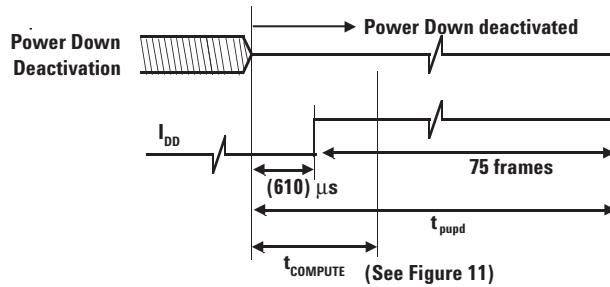 Power Down deactivated
Power Down
Deactivation
IDD
75 frames
(610) μs
tpupd
tCOMPUTE (See Figure 11)